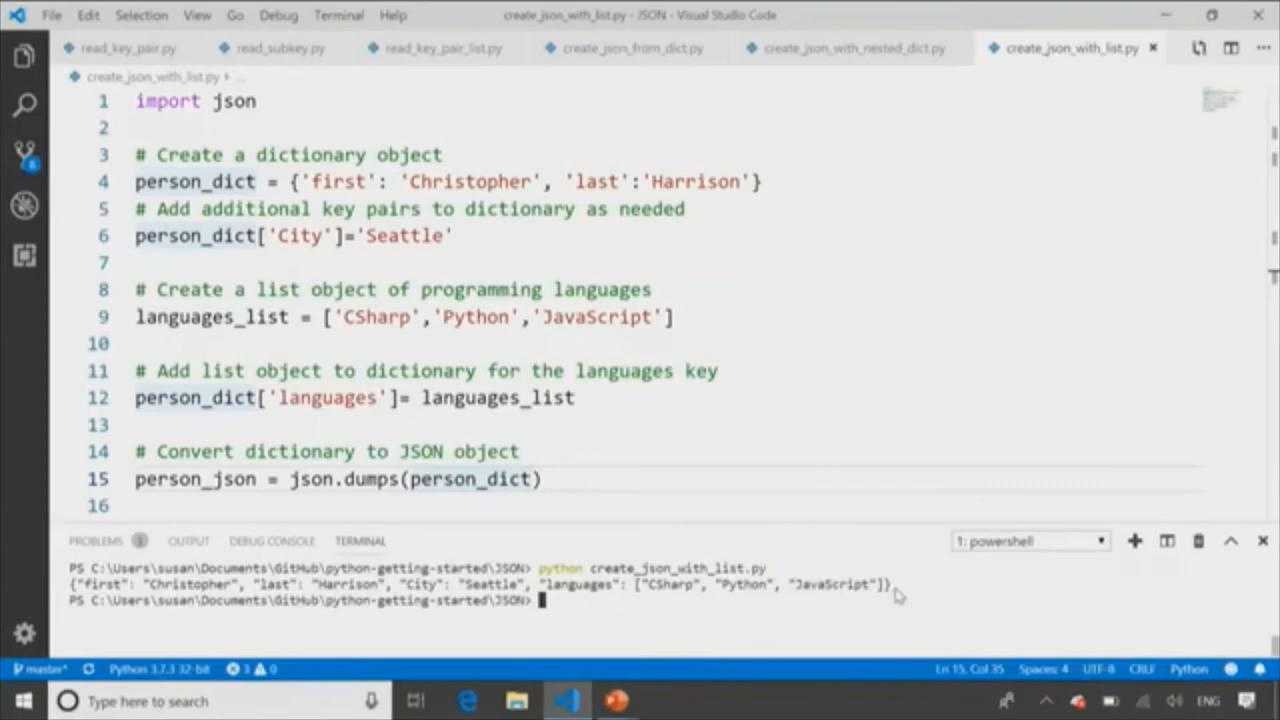 File Edit Selection View Go Debug Terminal Help create_json_with_list.py - JSON - Visual Studio Code
read_key_pair.py read_subkey.py read_key_pair_list.py create_json_from_dict.py create_json_with_nested_dict.py create_json_with_list.py
create_json_with_list.py > ...
1 import json
2
3 # Create a dictionary object
4 person_dict = {'first': 'Christopher', 'last':'Harrison'}
5 # Add additional key pairs to dictionary as needed
6 person_dict['City']='Seattle'
7
8 # Create a list object of programming languages
9 languages_list = ['CSharp','Python','JavaScript']
10
11 # Add list object to dictionary for the languages key
12 person_dict['languages']= languages_list
13
14 # Convert dictionary to JSON object
15 person_json = json.dumps(person_dict)
16
PROBLEMS 3 OUTPUT DEBUG CONSOLE TERMINAL 1: powershell
PS C:\Users\susan\Documents\GitHub\python-getting-started\JSON> python create_json_with_list.py
{"first": "Christopher", "last": "Harrison", "City": "Seattle", "languages": ["CSharp", "Python", "JavaScript"]}
PS C:\Users\susan\Documents\GitHub\python-getting-started\JSON>
master* Python 3.7.3 32-bit 3 0 Ln 15, Col 35 Spaces: 4 UTF-8 CRLF Python
Type here to search ENG